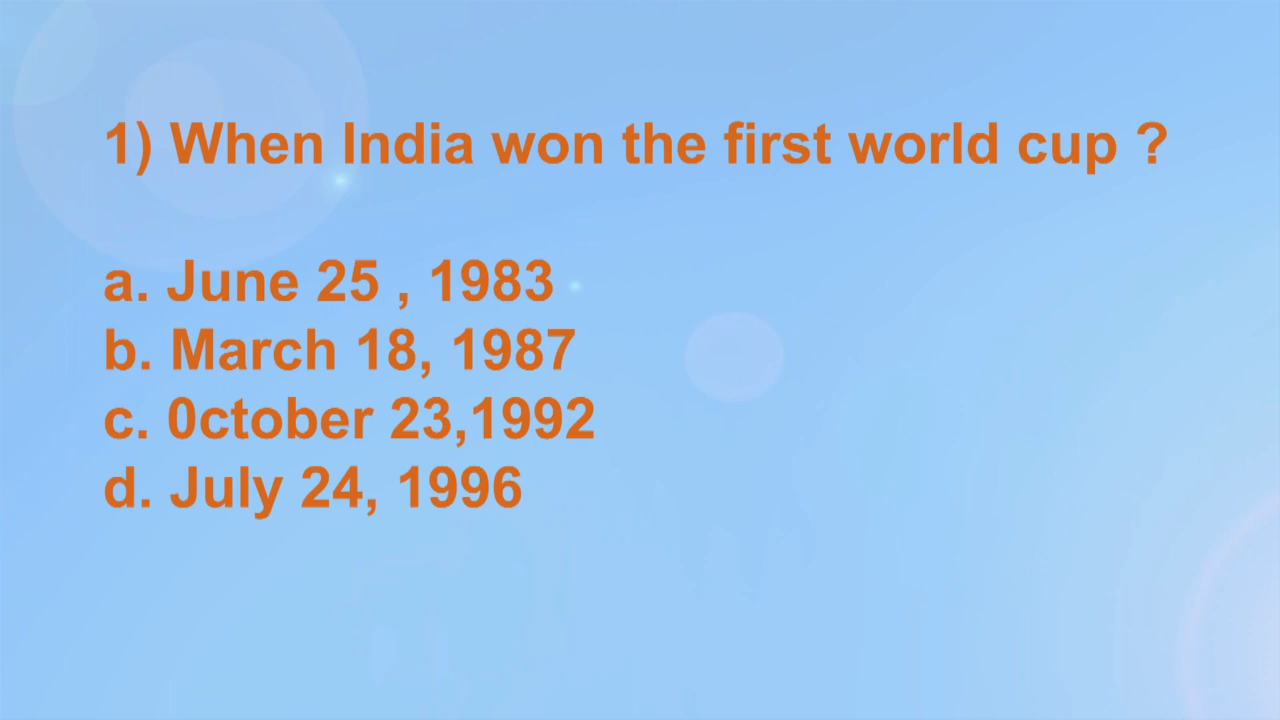 1) When India won the first world cup ?
a. June 25 , 1983
b. March 18, 1987
c. 0ctober 23,1992
d. July 24, 1996